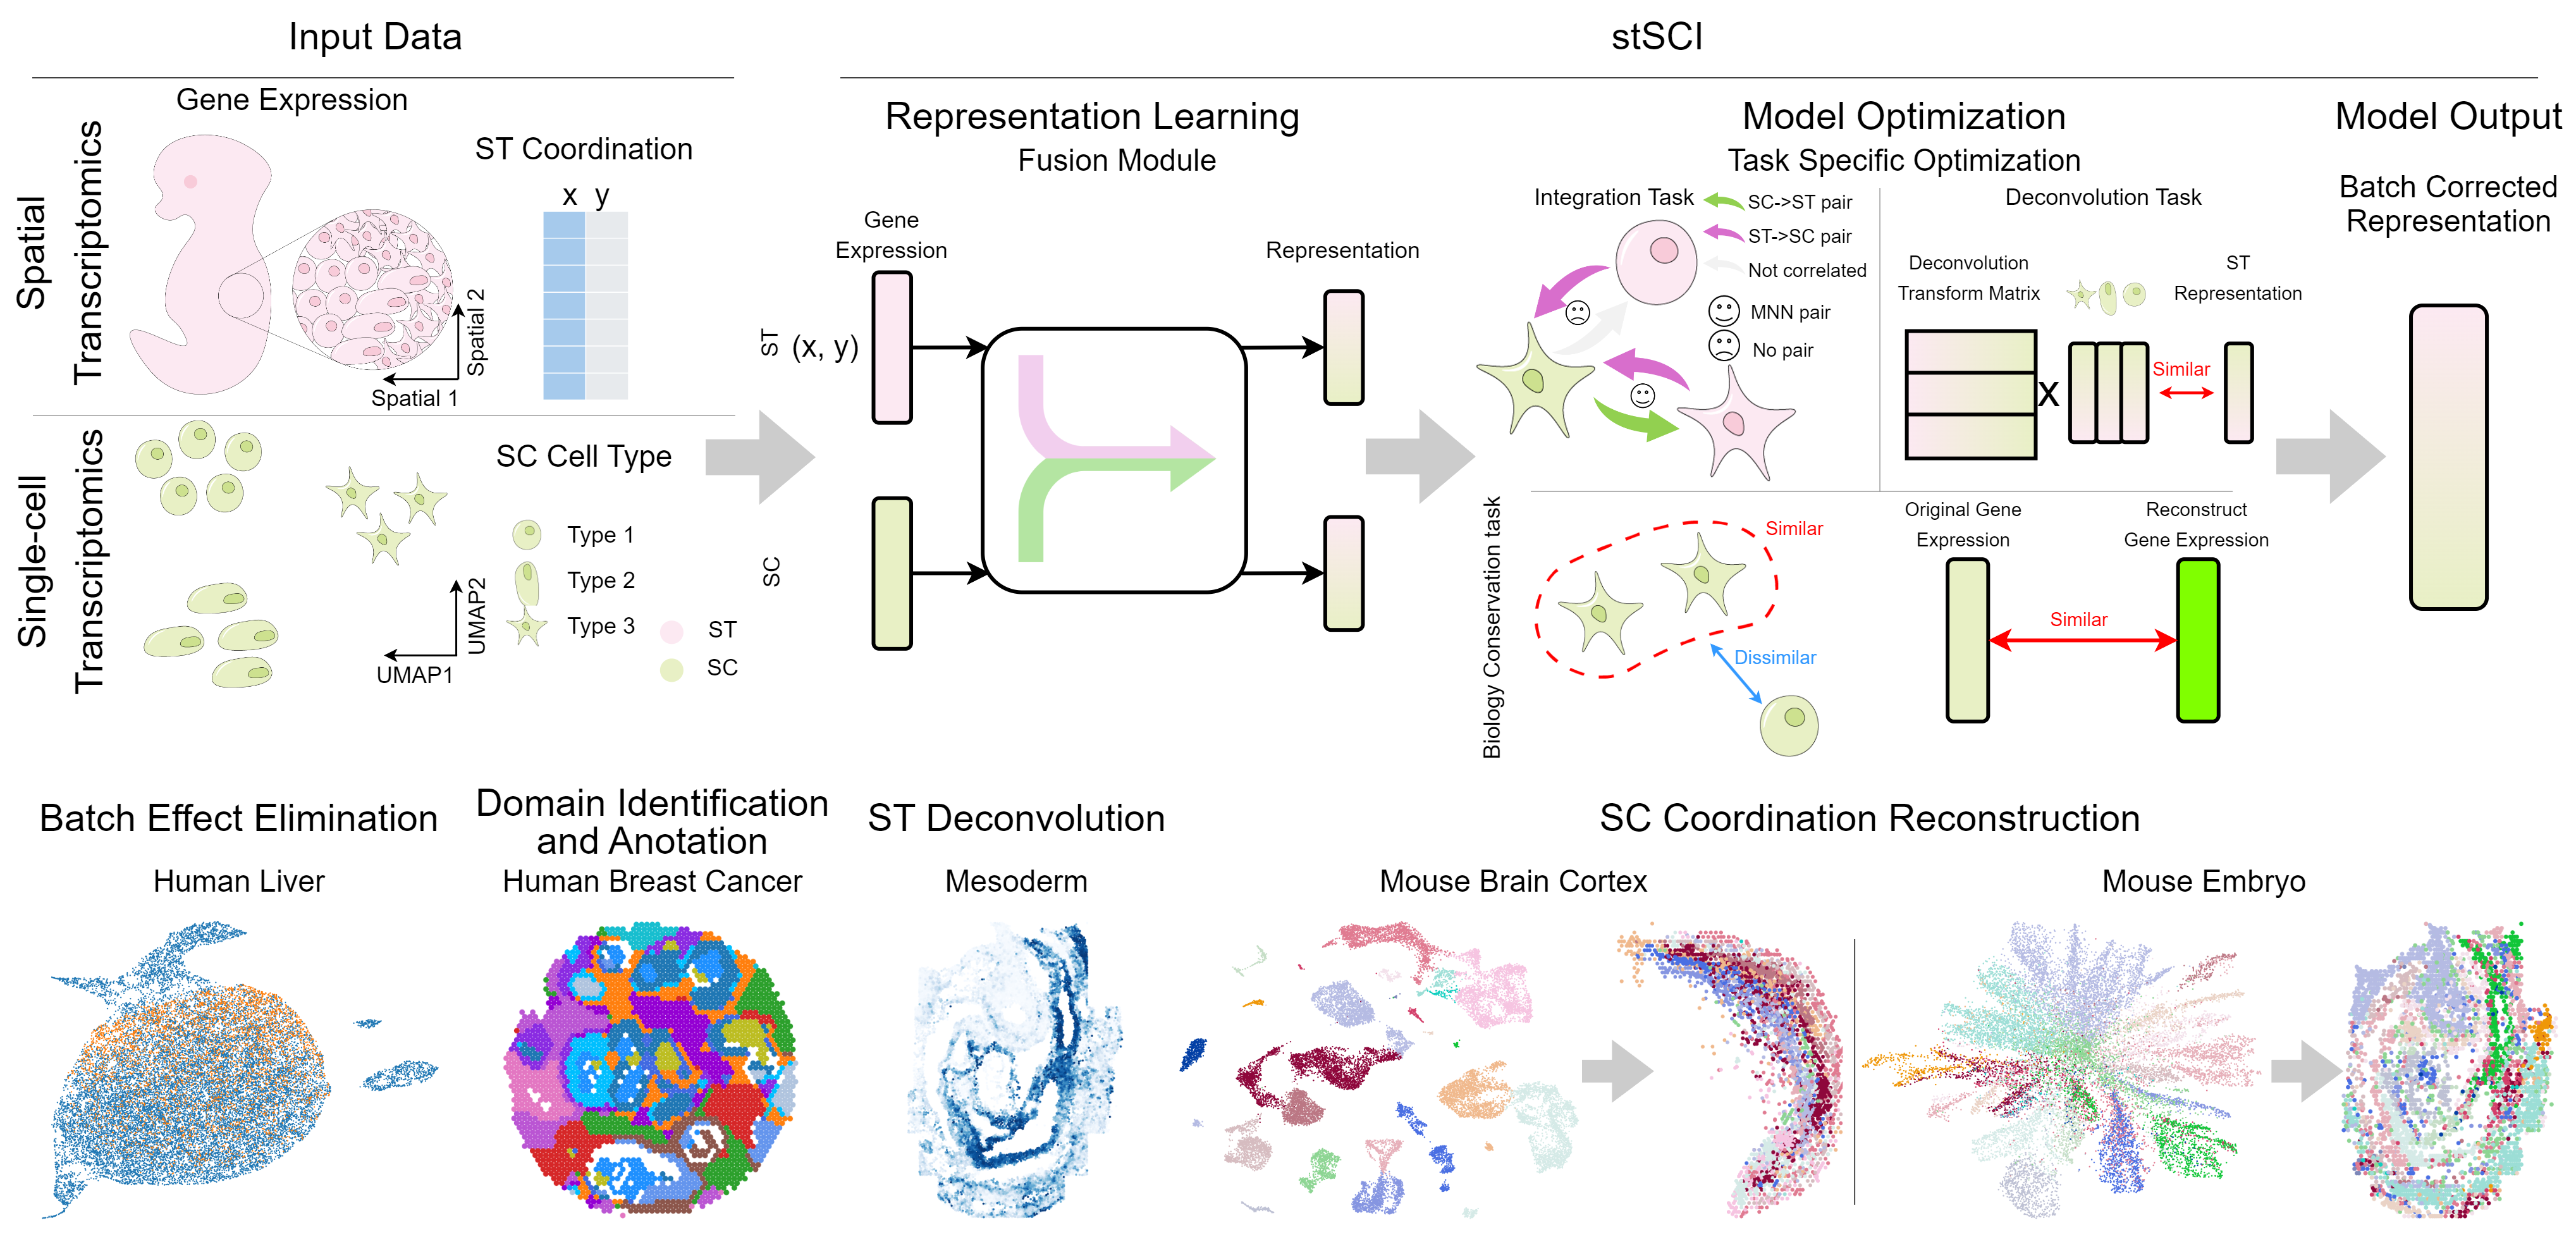 Input Data
stSCI
Gene Expression
Spatial
Transcriptomics
ST Coordination
x y
Spatial 2
Spatial 1
Single-cell
Transcriptomics
SC Cell Type
Type 1
Type 2
Type 3
UMAP2
UMAP1
ST
SC
Representation Learning
Fusion Module
Gene
Expression
Representation
ST
(x, y)
SC
Model Optimization
Task Specific Optimization
Integration Task
SC->ST pair
ST->SC pair
Not correlated
MNN pair
No pair
Deconvolution Task
Deconvolution
Transform Matrix
ST
Representation
X
Similar
Biology Conservation task
Similar
Dissimilar
Original Gene
Expression
Reconstruct
Gene Expression
Similar
Model Output
Batch Corrected
Representation
Batch Effect Elimination
Human Liver
Domain Identification
and Anotation
Human Breast Cancer
ST Deconvolution
Mesoderm
SC Coordination Reconstruction
Mouse Brain Cortex
Mouse Embryo